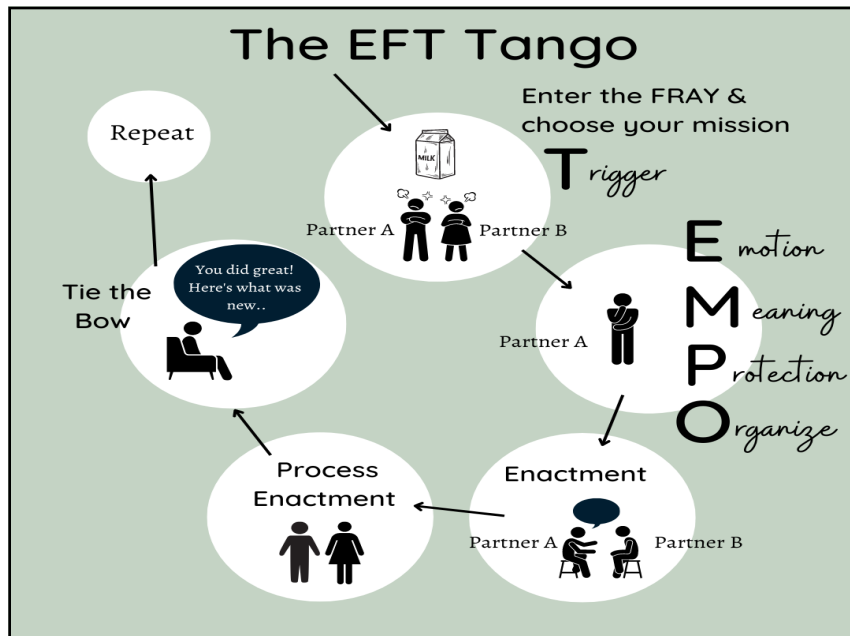 The EFT Tango
Enter the FRAY &
choose your mission
Trigger
MILK
Partner A
Partner B
Emotion
Meaning
Protection
Organize
Partner A
Enactment
Partner A
Partner B
Process
Enactment
Tie the
Bow
You did great!
Here's what was
new..
Repeat